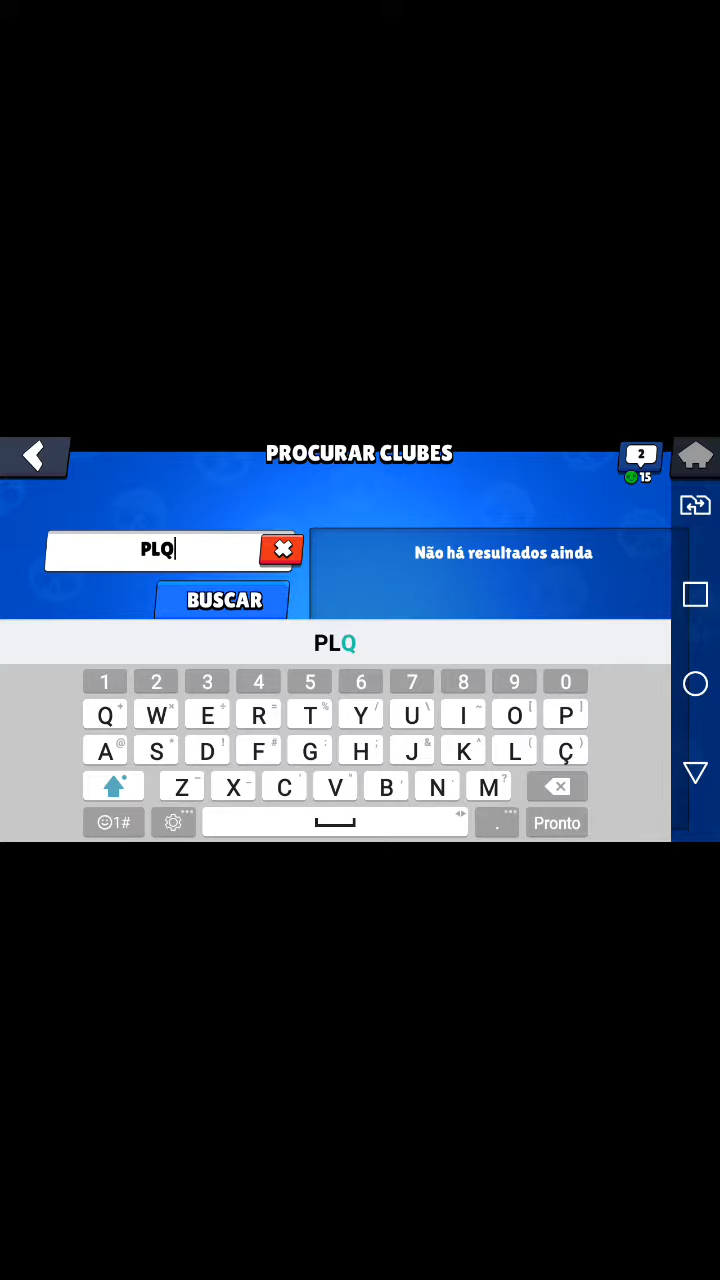 PROCURAR CLUBES
2
15
PLQ
Não há resultados ainda
BUSCAR
PLQ
1 2 3 4 5 6 7 8 9 0
Q W E R T Y U I O P
A S D F G H J K L Ç
Z X C V B N M
1# . Pronto